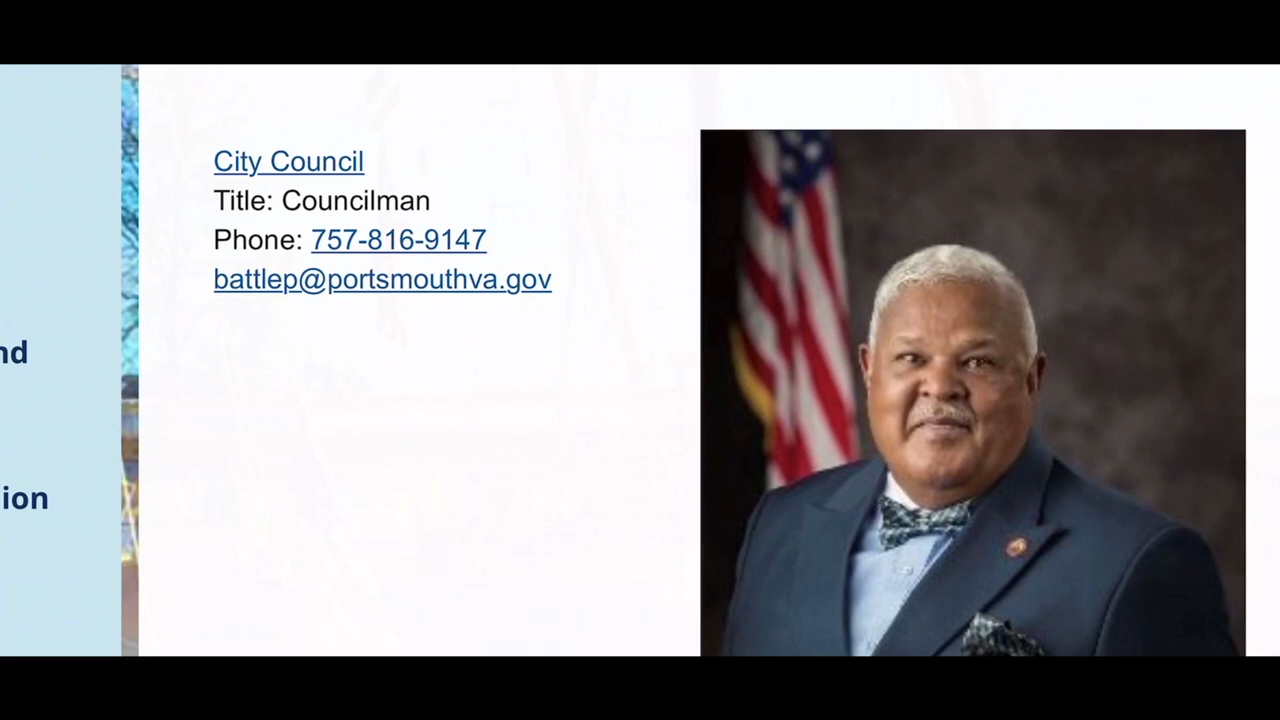 City Council
Title: Councilman
Phone: 757-816-9147
battlep@portsmouthva.gov
nd
ion